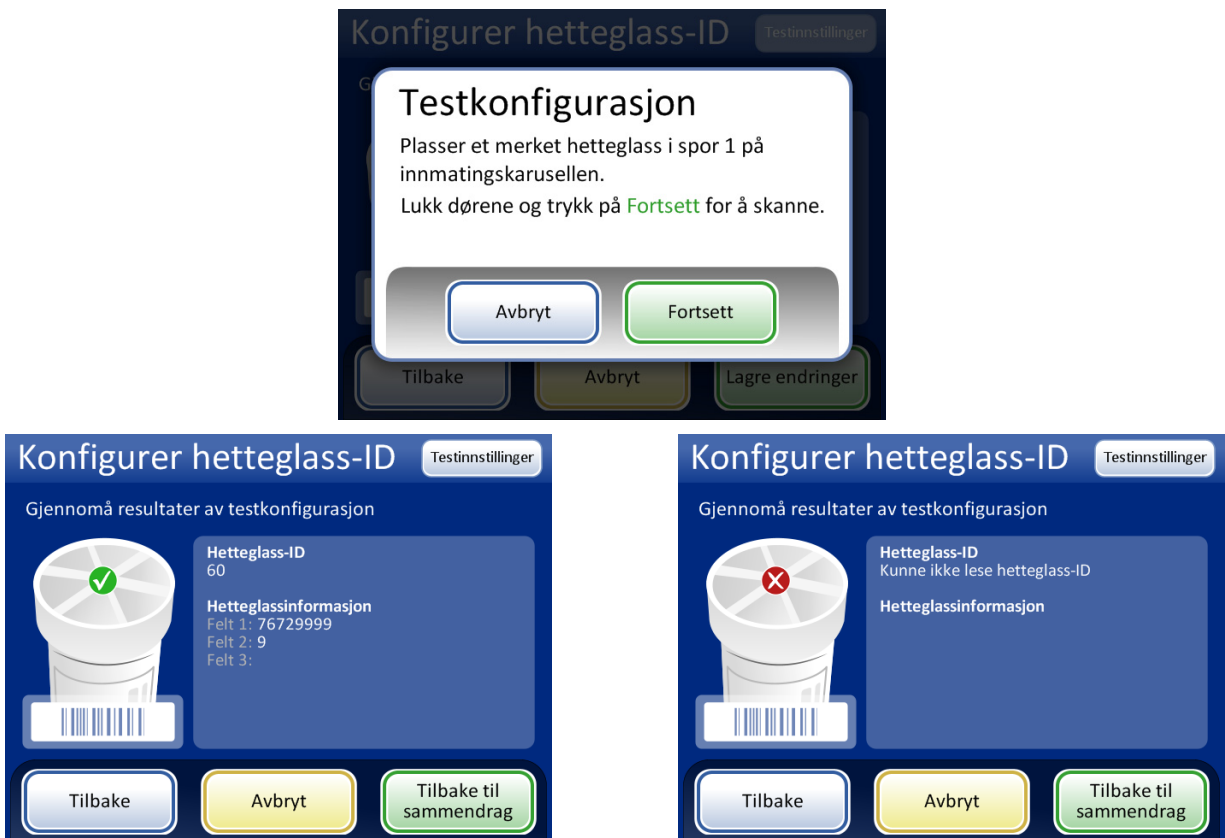 Konfigurer hetteglass-ID
Testinnstillinger
G
Testkonfigurasjon
Plasser et merket hetteglass i spor 1 på
innmatingskarusellen.
Lukk dørene og trykk på Fortsett for å skanne.
Avbryt
Fortsett
Tilbake
Avbryt
Lagre endringer
Konfigurer hetteglass-ID
Testinnstillinger
Gjennomå resultater av testkonfigurasjon
Hetteglass-ID
60
Hetteglassinformasjon
Felt 1: 76729999
Felt 2: 9
Felt 3:
Tilbake
Avbryt
Tilbake til
sammendrag
Konfigurer hetteglass-ID
Testinnstillinger
Gjennomå resultater av testkonfigurasjon
Hetteglass-ID
Kunne ikke lese hetteglass-ID
Hetteglassinformasjon
Tilbake
Avbryt
Tilbake til
sammendrag